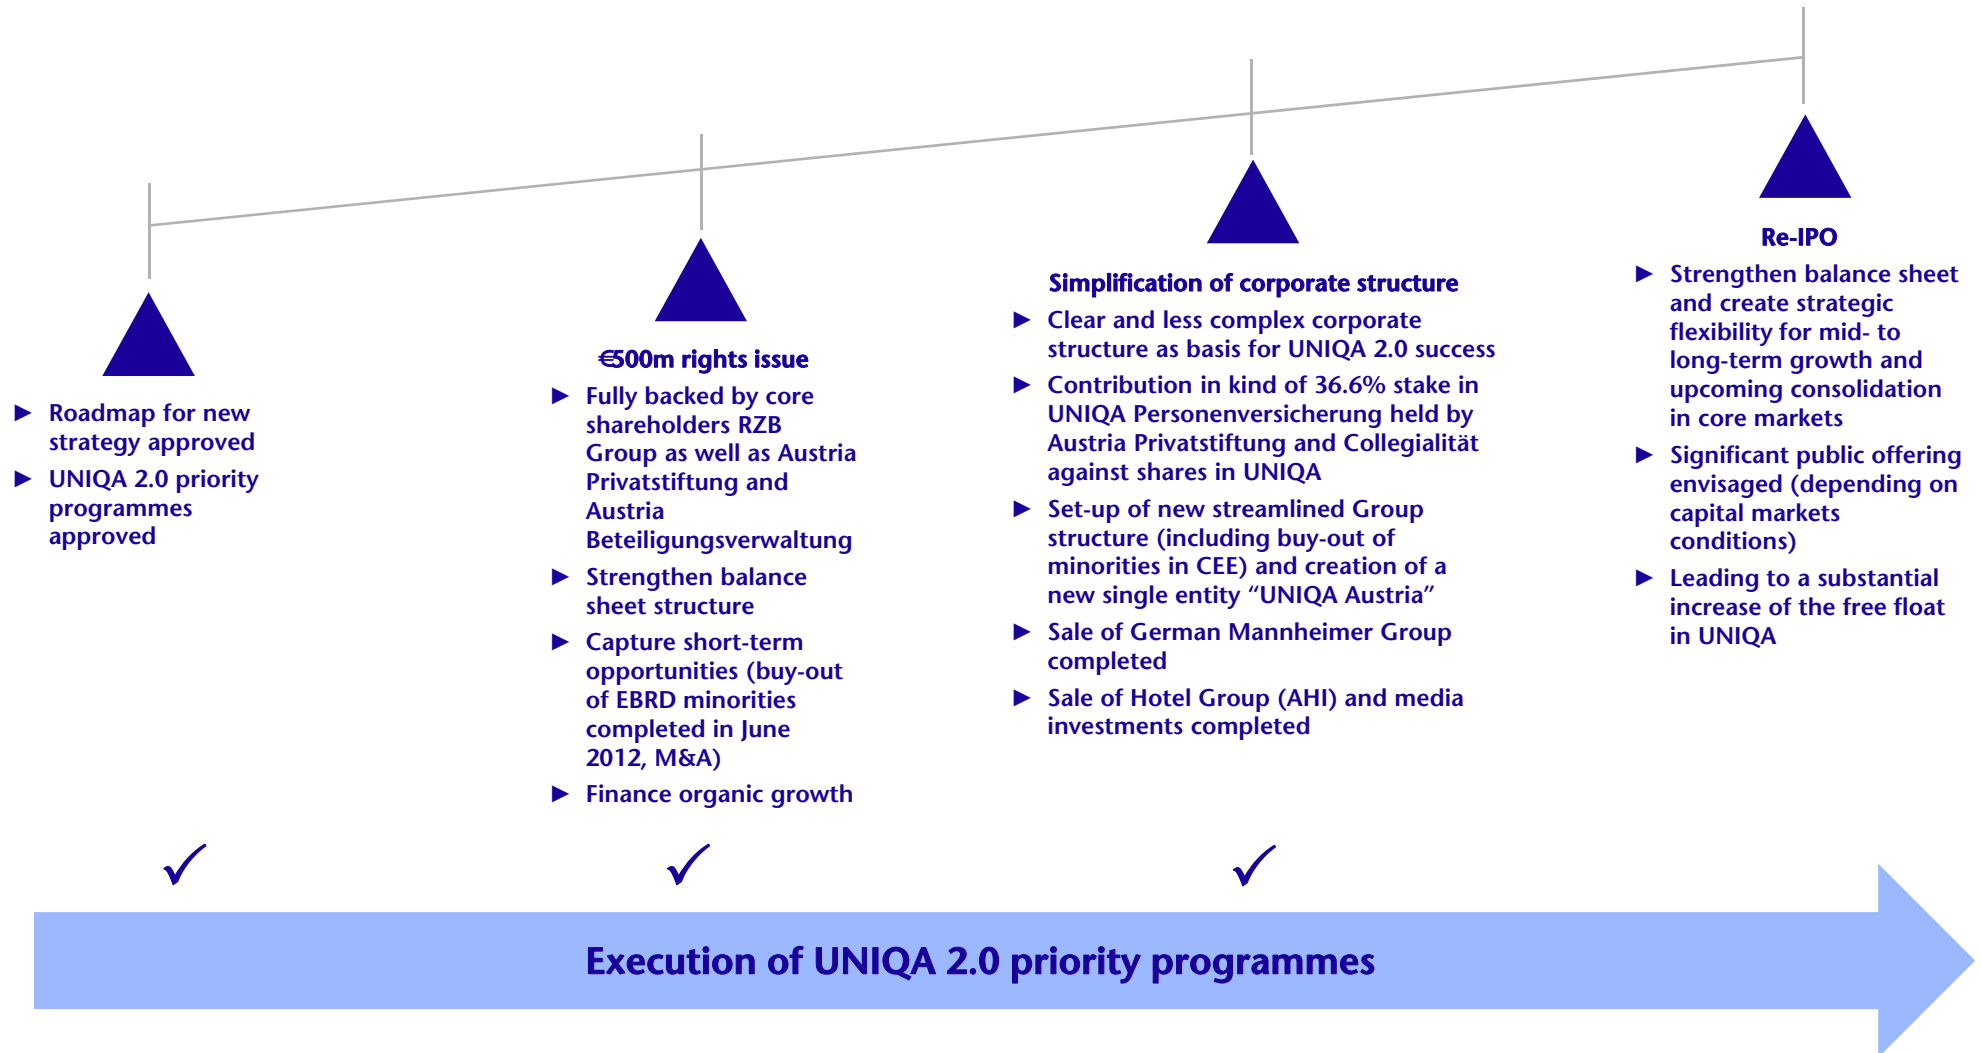 ► Roadmap for new
strategy approved
► UNIQA 2.0 priority
programmes
approved
€500m rights issue
► Fully backed by core
shareholders RZB
Group as well as Austria
Privatstiftung and
Austria
Beteiligungsverwaltung
► Strengthen balance
sheet structure
► Capture short-term
opportunities (buy-out
of EBRD minorities
completed in June
2012, M&A)
► Finance organic growth
Simplification of corporate structure
► Clear and less complex corporate
structure as basis for UNIQA 2.0 success
► Contribution in kind of 36.6% stake in
UNIQA Personenversicherung held by
Austria Privatstiftung and Collegialität
against shares in UNIQA
► Set-up of new streamlined Group
structure (including buy-out of
minorities in CEE) and creation of a
new single entity “UNIQA Austria”
► Sale of German Mannheimer Group
completed
► Sale of Hotel Group (AHI) and media
investments completed
Re-IPO
► Strengthen balance sheet
and create strategic
flexibility for mid- to
long-term growth and
upcoming consolidation
in core markets
► Significant public offering
envisaged (depending on
capital markets
conditions)
► Leading to a substantial
increase of the free float
in UNIQA
Execution of UNIQA 2.0 priority programmes